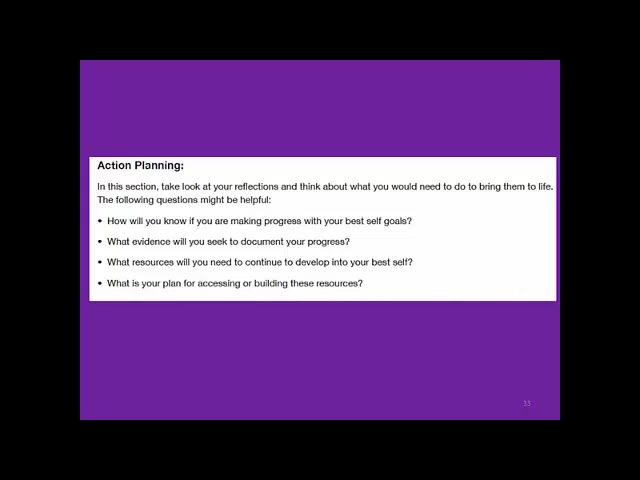 Action Planning:
In this section, take look at your reflections and think about what you would need to do to bring them to life.
The following questions might be helpful:
• How will you know if you are making progress with your best self goals?
• What evidence will you seek to document your progress?
• What resources will you need to continue to develop into your best self?
• What is your plan for accessing or building these resources?
33